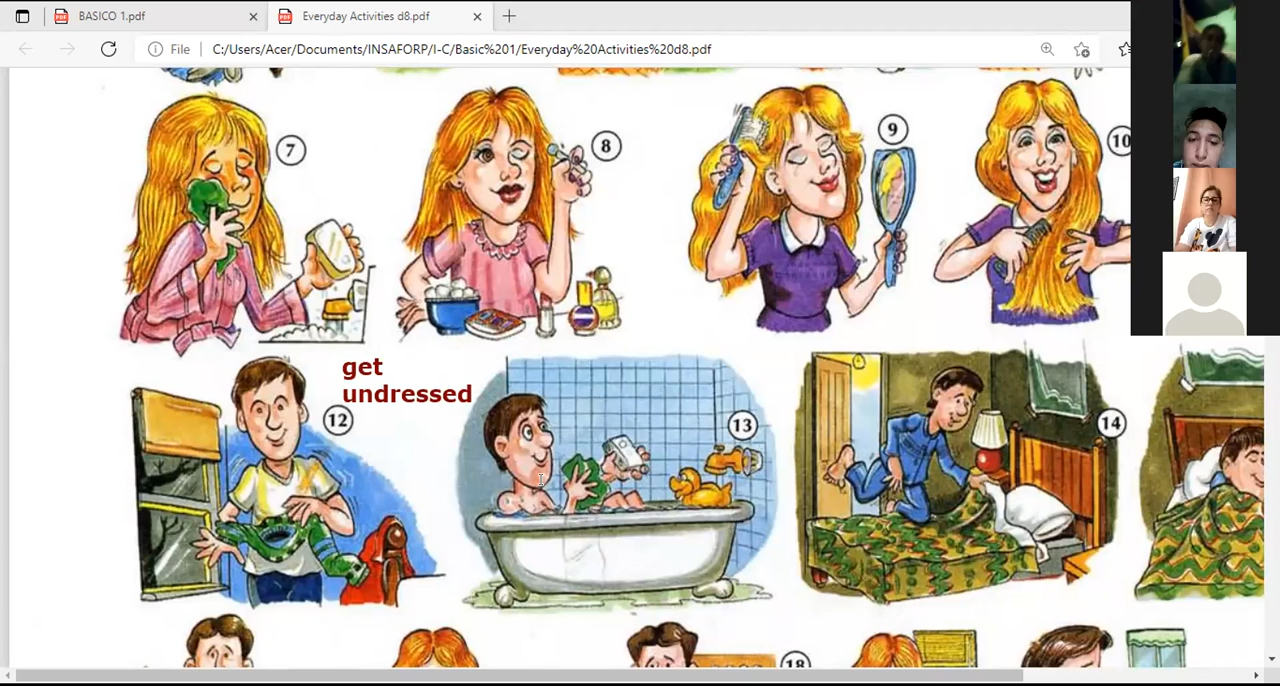 BASICO 1.pdf
Everyday Activities d8.pdf
File
C:/Users/Acer/Documents/INSAFORP/I-C/Basic%201/Everyday%20Activities%20d8.pdf
7
8
9
10
get
undressed
12
13
14
18